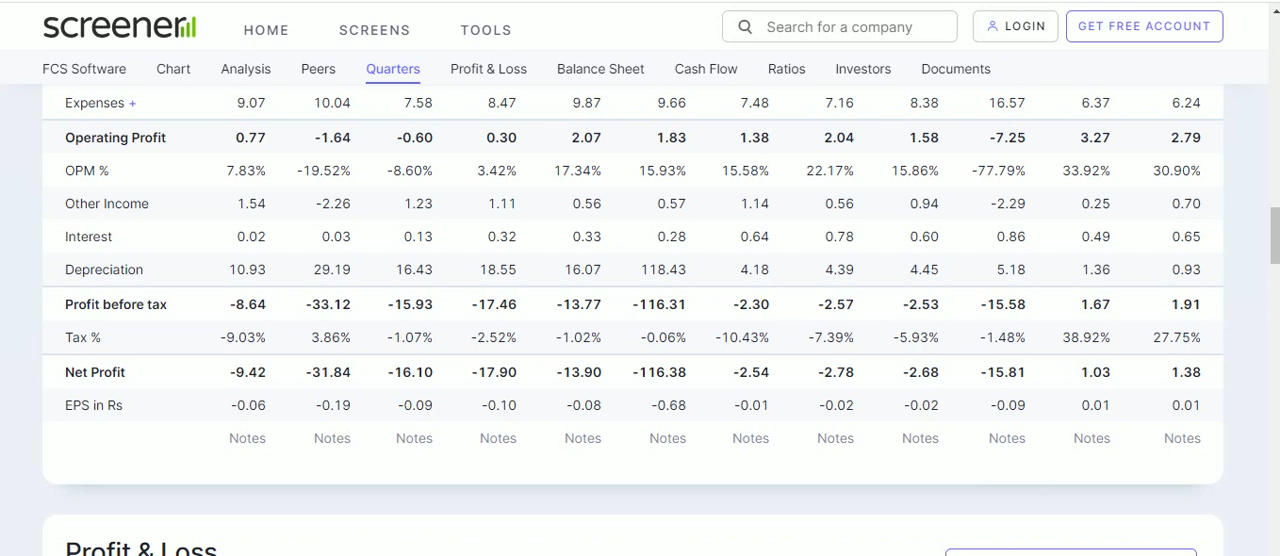 screener HOME SCREENS TOOLS Search for a company LOGIN GET FREE ACCOUNT
FCS Software Chart Analysis Peers Quarters Profit & Loss Balance Sheet Cash Flow Ratios Investors Documents
Expenses + 9.07 10.04 7.58 8.47 9.87 9.66 7.48 7.16 8.38 16.57 6.37 6.24
Operating Profit 0.77 -1.64 -0.60 0.30 2.07 1.83 1.38 2.04 1.58 -7.25 3.27 2.79
OPM % 7.83% -19.52% -8.60% 3.42% 17.34% 15.93% 15.58% 22.17% 15.86% -77.79% 33.92% 30.90%
Other Income 1.54 -2.26 1.23 1.11 0.56 0.57 1.14 0.56 0.94 -2.29 0.25 0.70
Interest 0.02 0.03 0.13 0.32 0.33 0.28 0.64 0.78 0.60 0.86 0.49 0.65
Depreciation 10.93 29.19 16.43 18.55 16.07 118.43 4.18 4.39 4.45 5.18 1.36 0.93
Profit before tax -8.64 -33.12 -15.93 -17.46 -13.77 -116.31 -2.30 -2.57 -2.53 -15.58 1.67 1.91
Tax % -9.03% 3.86% -1.07% -2.52% -1.02% -0.06% -10.43% -7.39% -5.93% -1.48% 38.92% 27.75%
Net Profit -9.42 -31.84 -16.10 -17.90 -13.90 -116.38 -2.54 -2.78 -2.68 -15.81 1.03 1.38
EPS in Rs -0.06 -0.19 -0.09 -0.10 -0.08 -0.68 -0.01 -0.02 -0.02 -0.09 0.01 0.01
Notes Notes Notes Notes Notes Notes Notes Notes Notes Notes Notes Notes
Profit & Loss